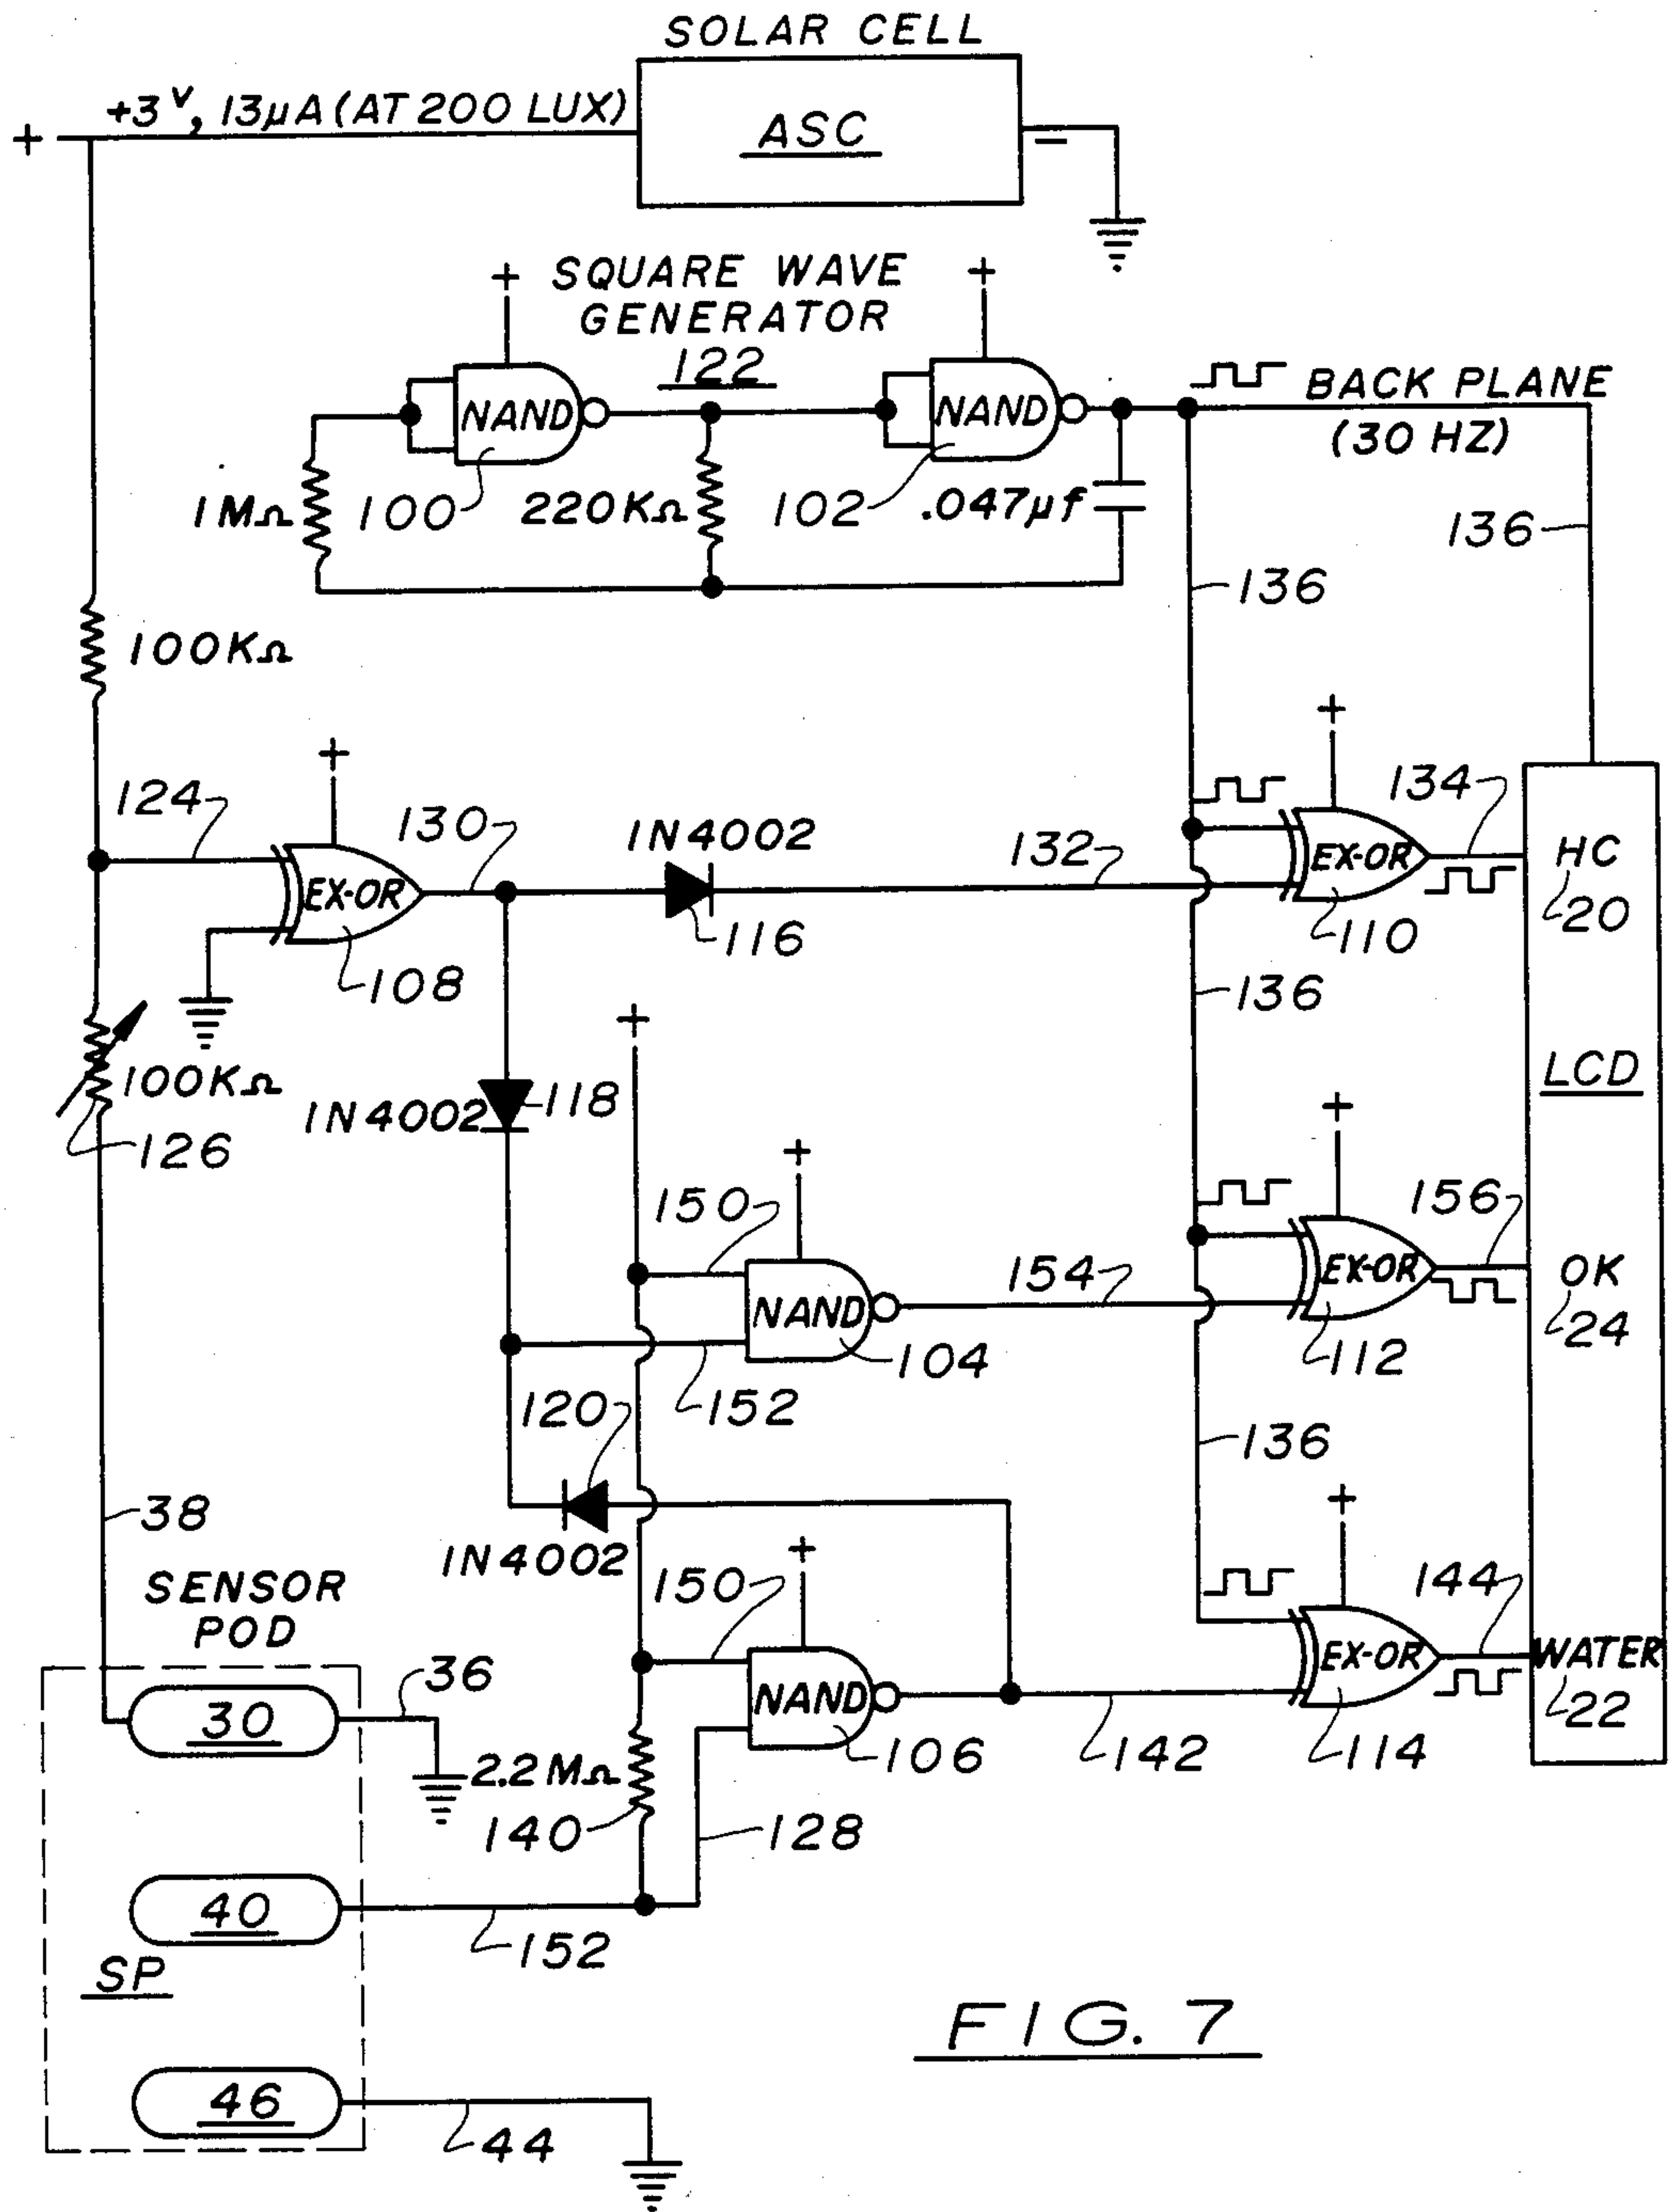 SOLAR CELL
+3V, 13µA (AT 200 LUX)
+
ASC
−
+
SQUARE WAVE
GENERATOR
122
+
NAND
NAND
BACK PLANE
(30 HZ)
1MΩ
100
220KΩ
102
.047µf
136
136
100KΩ
+
+
124
130
1N4002
132
134
EX-OR
EX-OR
HC
20
116
110
108
136
+
LCD
100KΩ
1N4002
118
126
+
+
150
156
NAND
154
EX-OR
OK
24
104
112
120
152
136
38
+
1N4002
+
SENSOR
POD
150
144
36
NAND
EX-OR
WATER
22
30
106
142
114
2.2MΩ
140
128
40
152
SP
46
44
FIG. 7